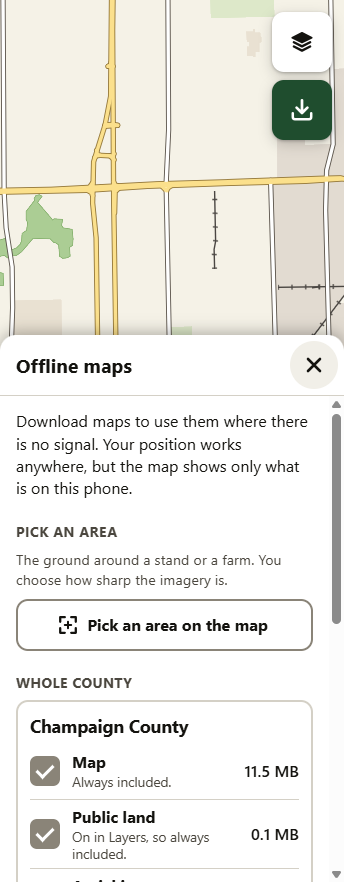 Offline maps
Download maps to use them where there
is no signal. Your position works
anywhere, but the map shows only what
is on this phone.
PICK AN AREA
The ground around a stand or a farm. You
choose how sharp the imagery is.
Pick an area on the map
WHOLE COUNTY
Champaign County
Map
Always included.
11.5 MB
Public land
On in Layers, so always
included.
0.1 MB